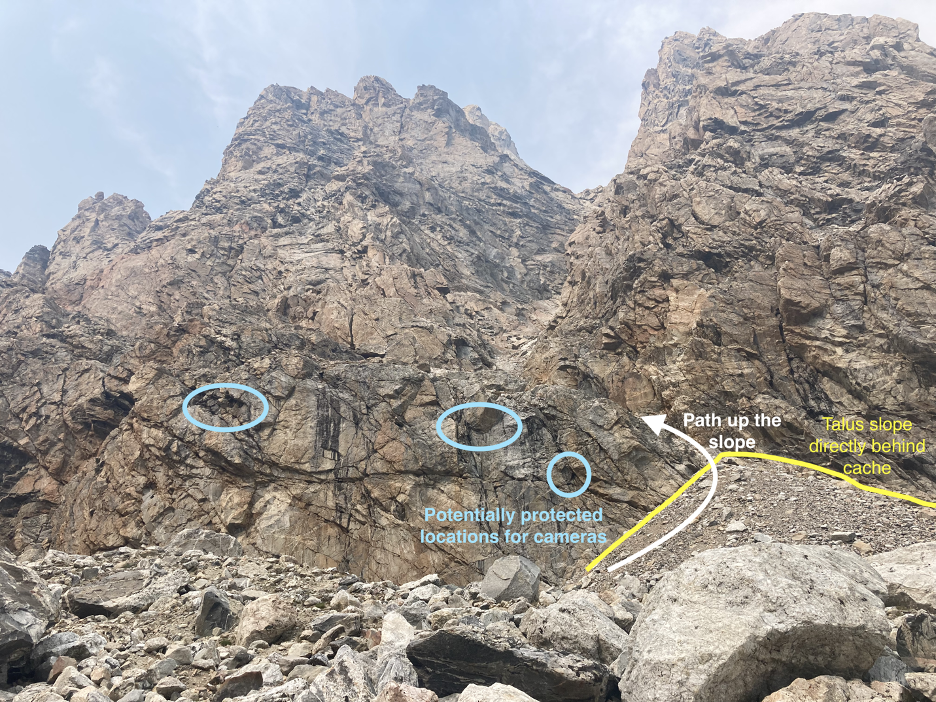 Path up the
slope
Talus slope
directly behind
cache
Potentially protected
locations for cameras